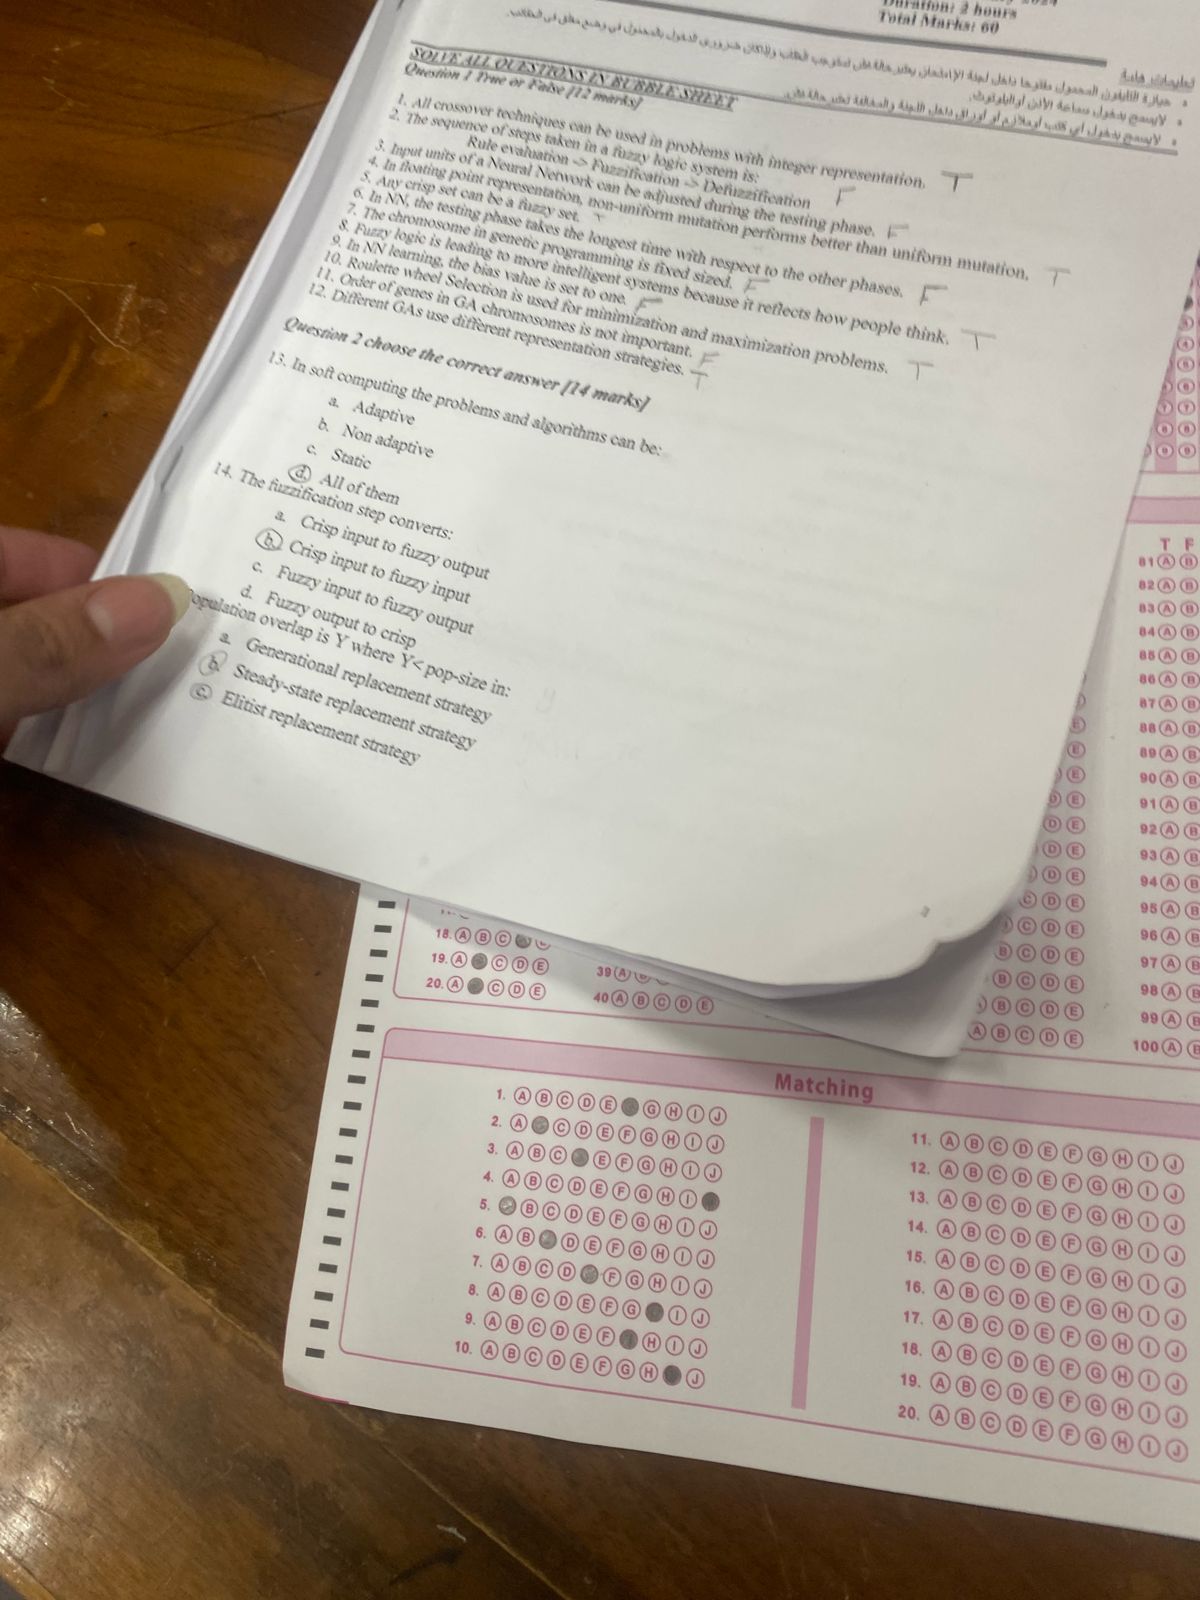 Duration: 2 hours
Total Marks: 60
تعليمات هامة
SOLVE ALL QUESTIONS IN BUBBLE SHEET
Question 1 True or False [12 marks]
1. All crossover techniques can be used in problems with integer representation. T
2. The sequence of steps taken in a fuzzy logic system is:
Rule evaluation -> Fuzzification -> Defuzzification F
3. Input units of a Neural Network can be adjusted during the testing phase. F
4. In floating point representation, non-uniform mutation performs better than uniform mutation. T
5. Any crisp set can be a fuzzy set. T
6. In NN, the testing phase takes the longest time with respect to the other phases. F
7. The chromosome in genetic programming is fixed sized. F
8. Fuzzy logic is leading to more intelligent systems because it reflects how people think. T
9. In NN learning, the bias value is set to one. F
10. Roulette wheel Selection is used for minimization and maximization problems. T
11. Order of genes in GA chromosomes is not important. F
12. Different GAs use different representation strategies. T
Question 2 choose the correct answer [14 marks]
13. In soft computing the problems and algorithms can be:
a. Adaptive
b. Non adaptive
c. Static
d. All of them
14. The fuzzification step converts:
a. Crisp input to fuzzy output
b. Crisp input to fuzzy input
c. Fuzzy input to fuzzy output
d. Fuzzy output to crisp
opulation overlap is Y where Y< pop-size in:
a. Generational replacement strategy
b. Steady-state replacement strategy
c. Elitist replacement strategy
T F
81 A B
82 A B
83 A B
84 A B
85 A B
86 A B
87 A B
88 A B
89 A B
90 A B
91 A B
92 A B
93 A B
94 A B
95 A B
96 A B
97 A B
98 A B
99 A B
100 A B
18. A B C
19. A C D E
20. A C D E
39 A
40 A B C D E
Matching
1. A B C D E G H I J
2. A C D E F G H I J
3. A B C E F G H I J
4. A B C D E F G H I
5. B C D E F G H I J
6. A B D E F G H I J
7. A B C D F G H I J
8. A B C D E F G I J
9. A B C D E F H I J
10. A B C D E F G H J
11. A B C D E F G H I J
12. A B C D E F G H I J
13. A B C D E F G H I J
14. A B C D E F G H I J
15. A B C D E F G H I J
16. A B C D E F G H I J
17. A B C D E F G H I J
18. A B C D E F G H I J
19. A B C D E F G H I J
20. A B C D E F G H I J